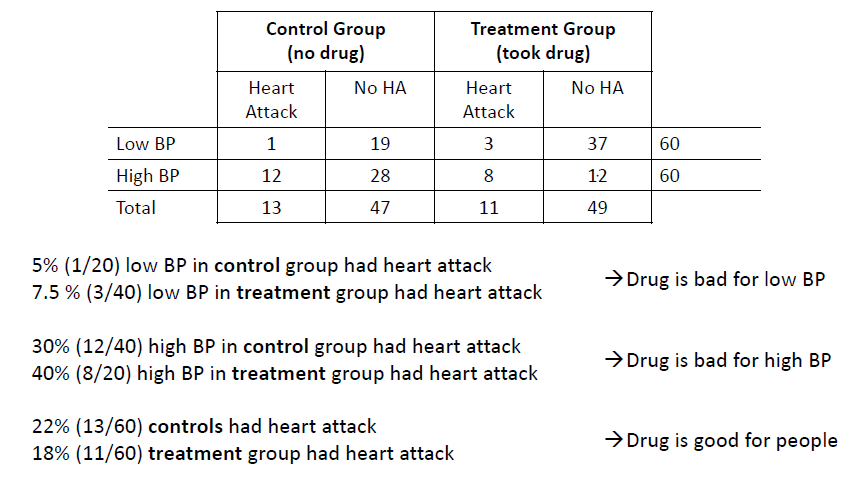 Control Group Treatment Group
(no drug) (took drug)
Heart No HA Heart No HA
Attack Attack
Low BP 1 19 3 37 60
High BP 12 28 8 12 60
Total 13 47 11 49
5% (1/20) low BP in control group had heart attack
→Drug is bad for low BP
7.5 % (3/40) low BP in treatment group had heart attack
30% (12/40) high BP in control group had heart attack
→Drug is bad for high BP
40% (8/20) high BP in treatment group had heart attack
22% (13/60) controls had heart attack
→Drug is good for people
18% (11/60) treatment group had heart attack